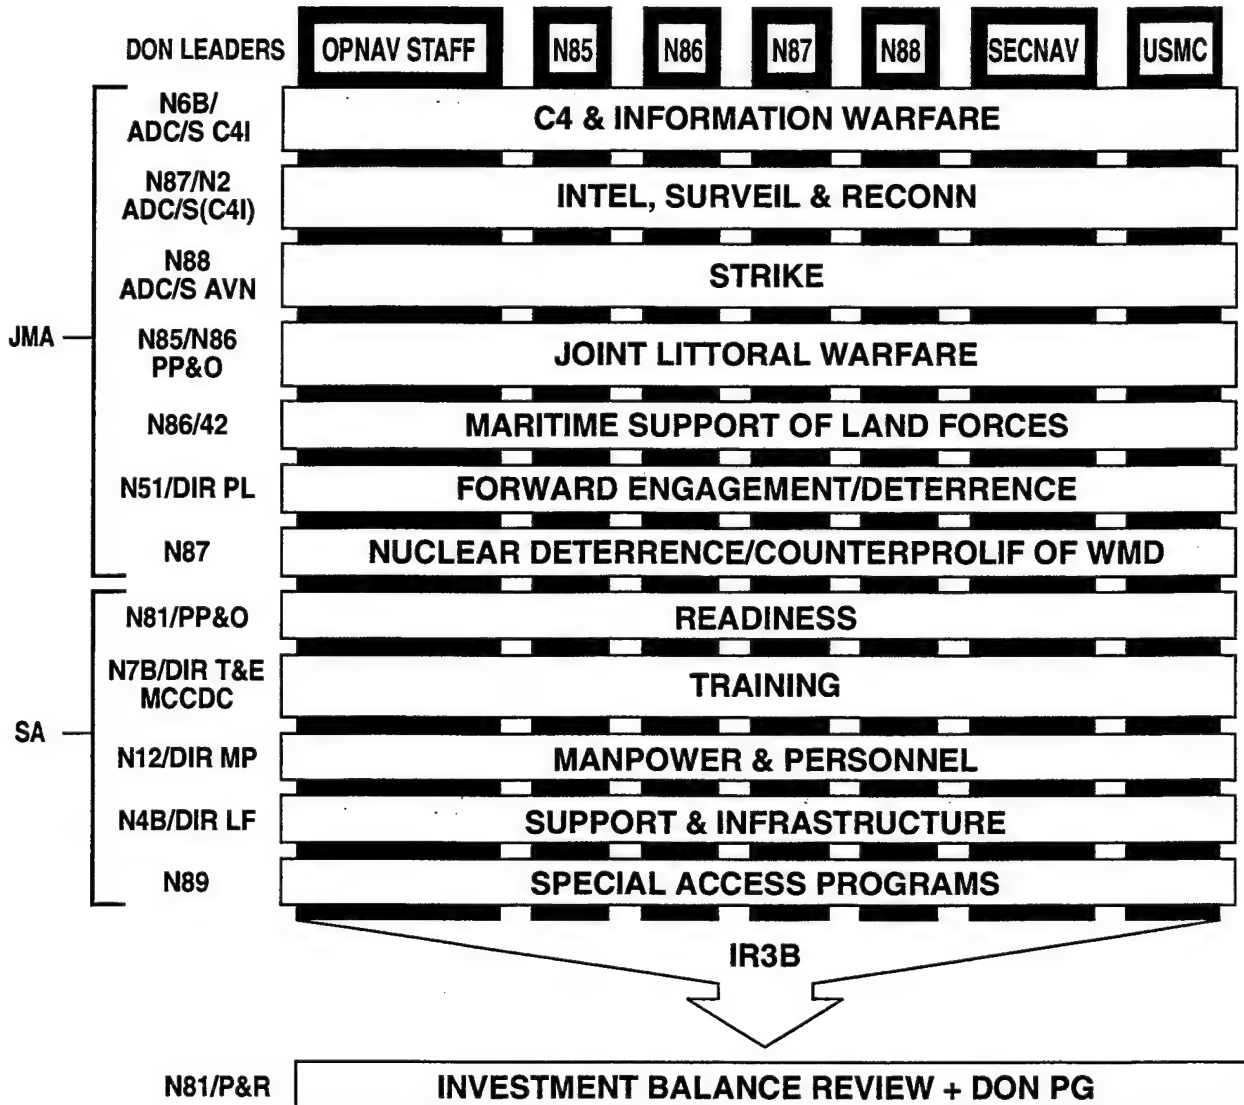 DON LEADERS OPNAV STAFF N85 N86 N87 N88 SECNAV USMC
N6B/
ADC/S C4I
C4 & INFORMATION WARFARE
N87/N2
ADC/S(C4I)
INTEL, SURVEIL & RECONN
N88
ADC/S AVN
STRIKE
JMA
N85/N86
PP&O
JOINT LITTORAL WARFARE
N86/42 MARITIME SUPPORT OF LAND FORCES
N51/DIR PL FORWARD ENGAGEMENT/DETERRENCE
N87 NUCLEAR DETERRENCE/COUNTERPROLIF OF WMD
N81/PP&O READINESS
N7B/DIR T&E
MCCDC
TRAINING
SA
N12/DIR MP MANPOWER & PERSONNEL
N4B/DIR LF SUPPORT & INFRASTRUCTURE
N89 SPECIAL ACCESS PROGRAMS
IR3B
N81/P&R INVESTMENT BALANCE REVIEW + DON PG